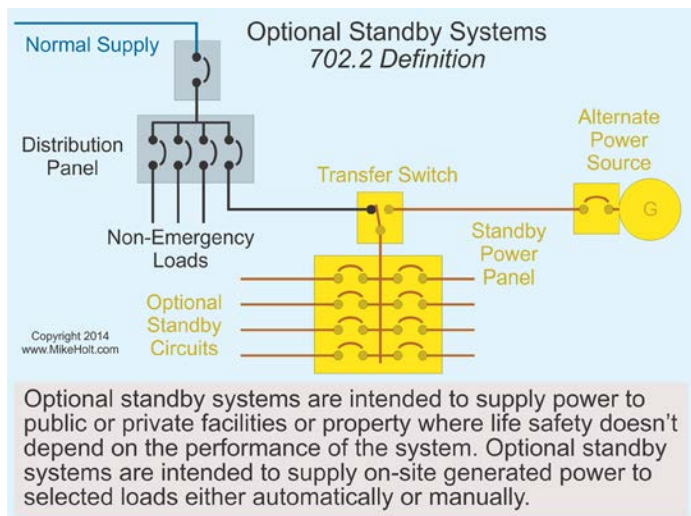 Optional Standby Systems
702.2 Definition
Normal Supply
Distribution
Panel
Non-Emergency
Loads
Transfer Switch
Alternate
Power
Source
G
Standby
Power
Panel
Optional
Standby
Circuits
Copyright 2014
www.MikeHolt.com
Optional standby systems are intended to supply power to
public or private facilities or property where life safety doesn't
depend on the performance of the system. Optional standby
systems are intended to supply on-site generated power to
selected loads either automatically or manually.